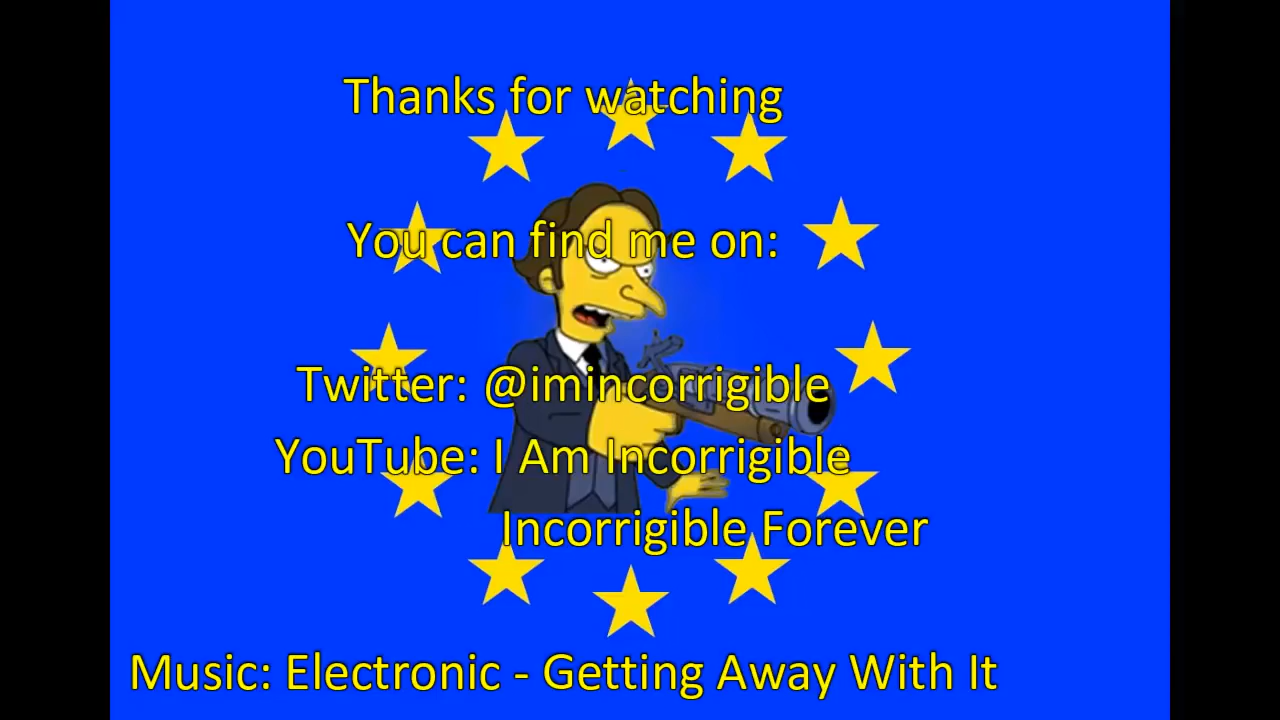 Thanks for watching
You can find me on:
Twitter: @imincorrigible
YouTube: I Am Incorrigible
Incorrigible Forever
Music: Electronic - Getting Away With It